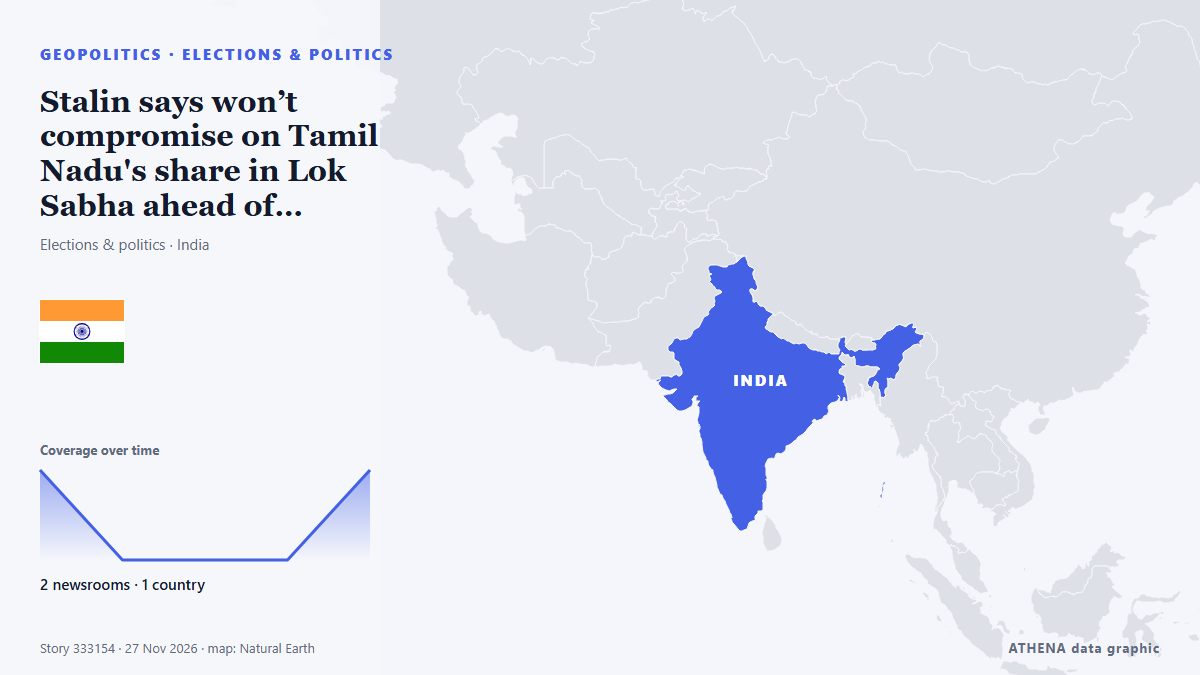 GEOPOLITICS · ELECTIONS & POLITICS
Stalin says won’t
compromise on Tamil
Nadu's share in Lok
Sabha ahead of…
Elections & politics · India
INDIA
Coverage over time
2 newsrooms · 1 country
Story 333154 · 27 Nov 2026 · map: Natural Earth
ATHENA data graphic